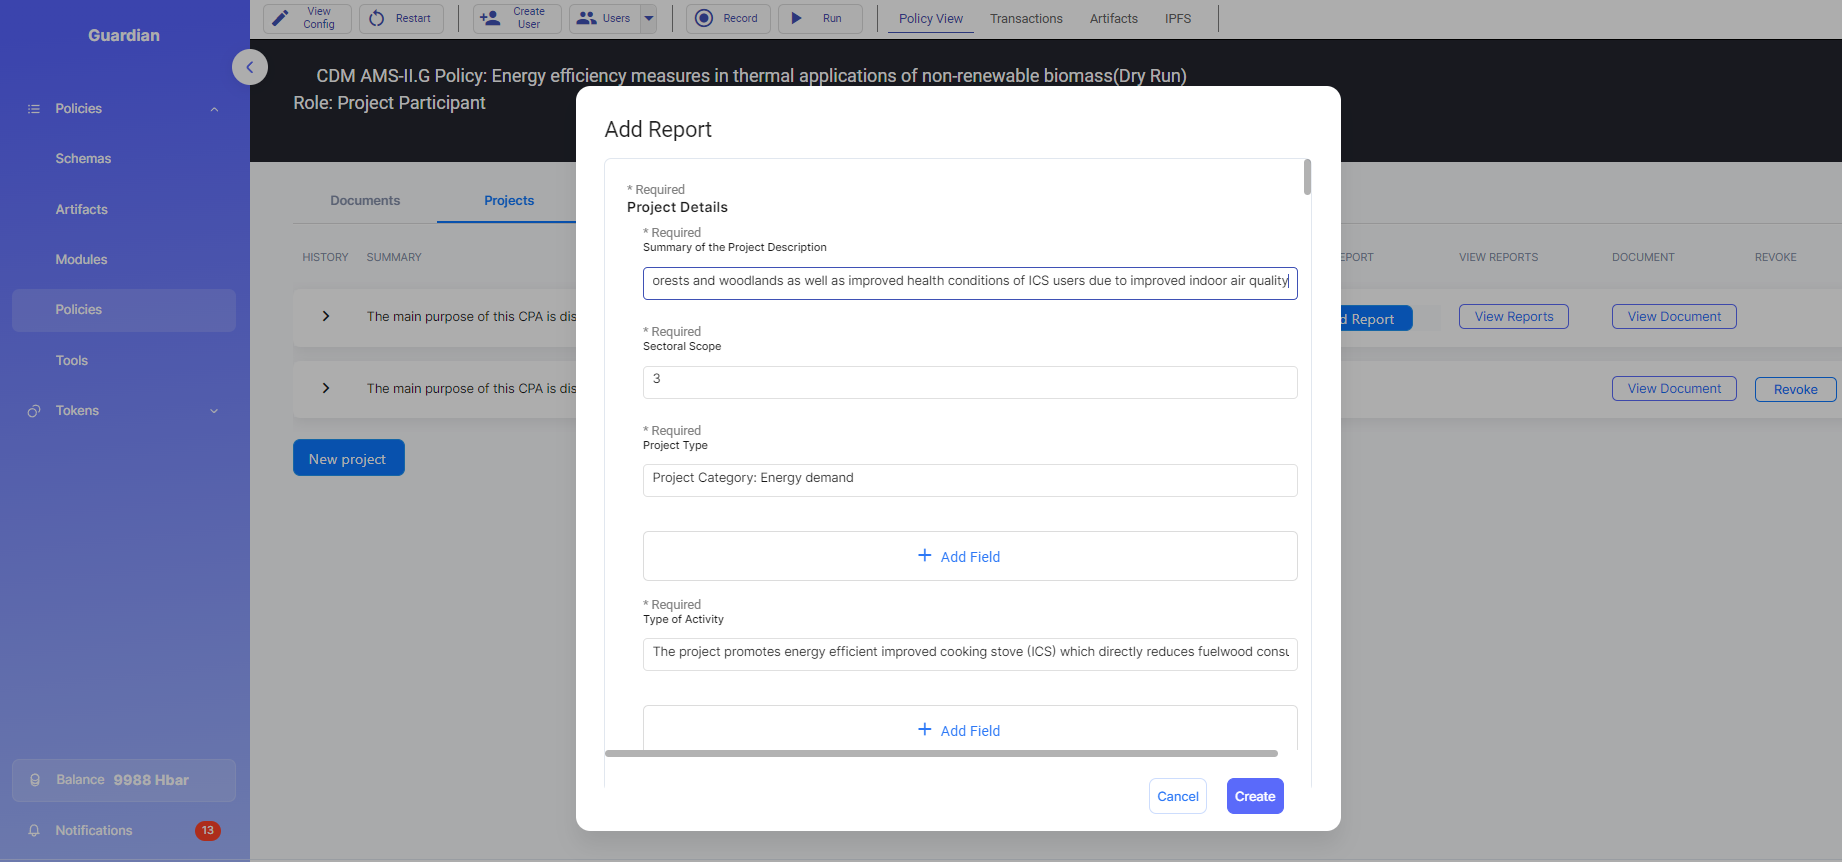 Guardian
Policies
Schemas
Artifacts
Modules
Policies
Tools
Tokens
Balance 9988 Hbar
Notifications 13
View Config
Restart
Create User
Users
Record
Run
Policy View
Transactions
Artifacts
IPFS
CDM AMS-II.G Policy: Energy efficiency measures in thermal applications of non-renewable biomass(Dry Run)
Role: Project Participant
Documents
Projects
HISTORY SUMMARY EPORT VIEW REPORTS DOCUMENT REVOKE
The main purpose of this CPA is dis d Report View Reports View Document
The main purpose of this CPA is dis View Document Revoke
New project
Add Report
* Required
Project Details
* Required
Summary of the Project Description
orests and woodlands as well as improved health conditions of ICS users due to improved indoor air quality
* Required
Sectoral Scope
3
* Required
Project Type
Project Category: Energy demand
+ Add Field
* Required
Type of Activity
The project promotes energy efficient improved cooking stove (ICS) which directly reduces fuelwood consu
+ Add Field
Cancel
Create